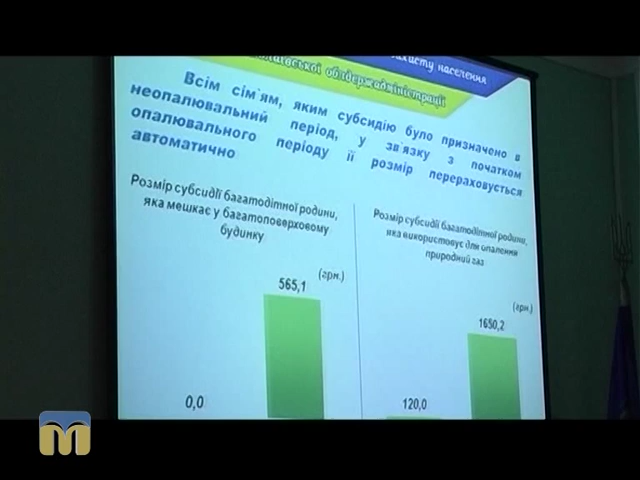 захисту населення
облдержадміністрації
Всім сім`ям, яким субсидію було призначено в
неопалювальний період, у зв`язку з початком
опалювального періоду її розмір перераховується
автоматично
Розмір субсидії багатодітної родини,
яка мешкає у багатоповерховому
будинку
(грн.)
565,1
0,0
Розмір субсидії багатодітної родини,
яка використовує для опалення
природний газ
(грн.)
1650,2
120,0
M